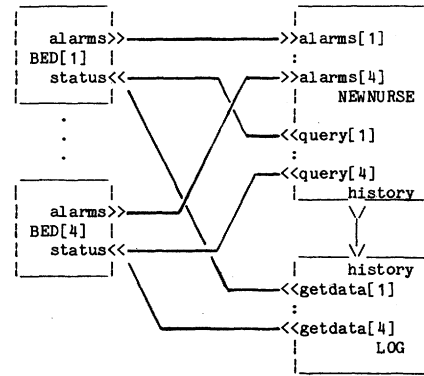 alarms>>
BED[1]
status<<
alarms>>
BED[4]
status<<
>>alarms[1]
:
>>alarms[4]
NEWNURSE
<<query[1]
:
<<query[4]
history
history
<<getdata[1]
:
<<getdata[4]
LOG